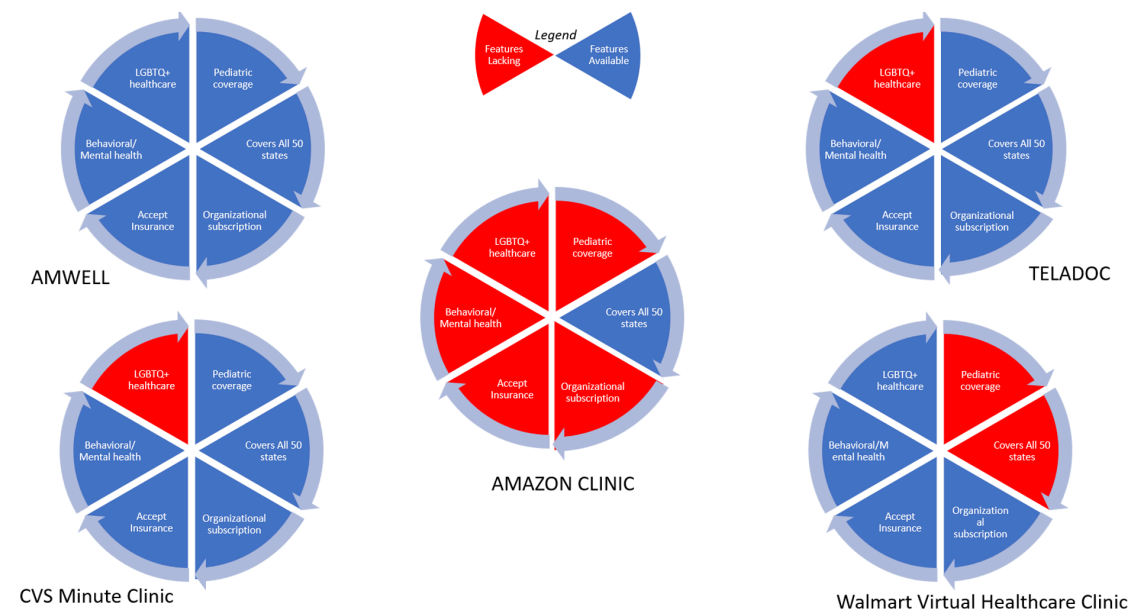 LGBTQ+
healthcare
Pediatric
coverage
Behavioral/
Mental health
Covers All 50
states
Accept
Insurance
Organizational
subscription
AMWELL
Legend
Features
Lacking
Features
Available
LGBTQ+
healthcare
Pediatric
coverage
Behavioral/
Mental health
Covers All 50
states
Accept
Insurance
Organizational
subscription
TELADOC
LGBTQ+
healthcare
Pediatric
coverage
Behavioral/
Mental health
Covers All 50
states
Accept
Insurance
Organizational
subscription
AMAZON CLINIC
LGBTQ+
healthcare
Pediatric
coverage
Behavioral/
Mental health
Covers All 50
states
Accept
Insurance
Organizational
subscription
CVS Minute Clinic
LGBTQ+
healthcare
Pediatric
coverage
Behavioral/M
ental health
Covers All 50
states
Accept
Insurance
Organization
al
subscription
Walmart Virtual Healthcare Clinic